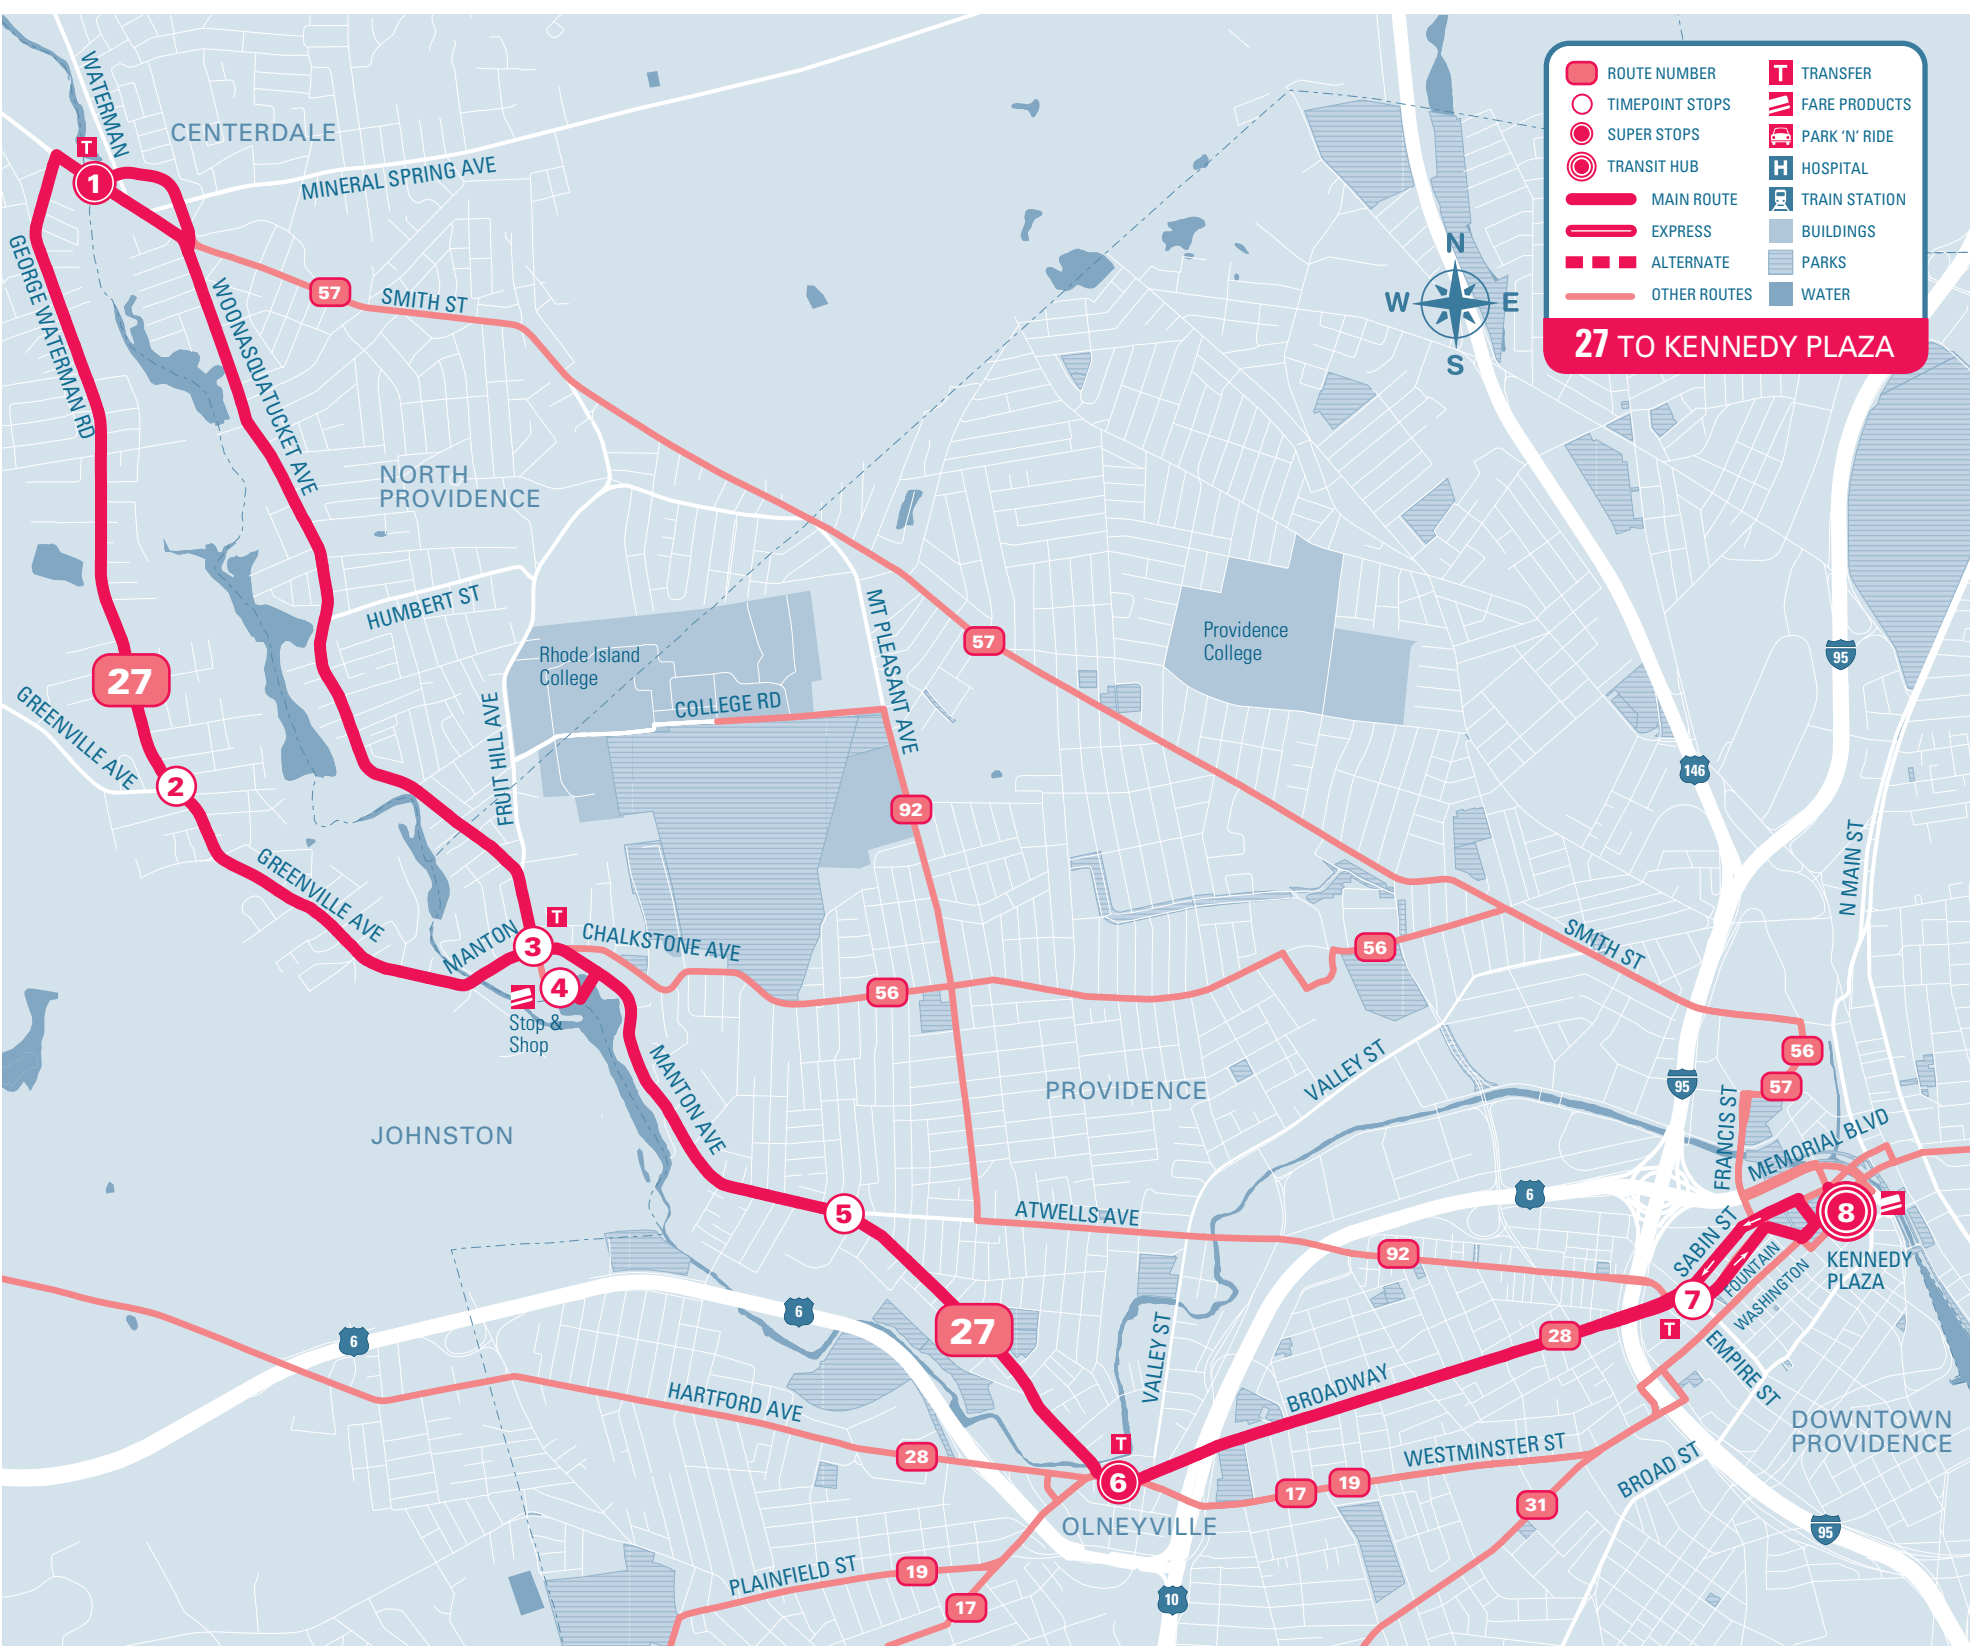 ROUTE NUMBER
TIMEPOINT STOPS
SUPER STOPS
TRANSIT HUB
MAIN ROUTE
EXPRESS
ALTERNATE
OTHER ROUTES
T TRANSFER
FARE PRODUCTS
PARK ‘N’ RIDE
H HOSPITAL
TRAIN STATION
BUILDINGS
PARKS
WATER
27 TO KENNEDY PLAZA
N
W E
S
WATERMAN
CENTERDALE
T
1
MINERAL SPRING AVE
GEORGE WATERMAN RD
WOONASQUATUCKET AVE
57
SMITH ST
NORTH
PROVIDENCE
HUMBERT ST
Rhode Island
College
MT PLEASANT AVE
57
Providence
College
95
27
GREENVILLE AVE
FRUIT HILL AVE
COLLEGE RD
2
146
92
N MAIN ST
GREENVILLE AVE
MANTON
3
T
CHALKSTONE AVE
56
SMITH ST
4
56
Stop &
Shop
MANTON AVE
PROVIDENCE
VALLEY ST
56
57
95
JOHNSTON
FRANCIS ST
MEMORIAL BLVD
5
ATWELLS AVE
6
8
SABIN ST
FOUNTAIN
WASHINGTON
KENNEDY
PLAZA
92
7
T
6
6
27
VALLEY ST
28
EMPIRE ST
HARTFORD AVE
BROADWAY
DOWNTOWN
PROVIDENCE
28
T
6
WESTMINSTER ST
17
19
BROAD ST
31
OLNEYVILLE
95
PLAINFIELD ST
19
17
10